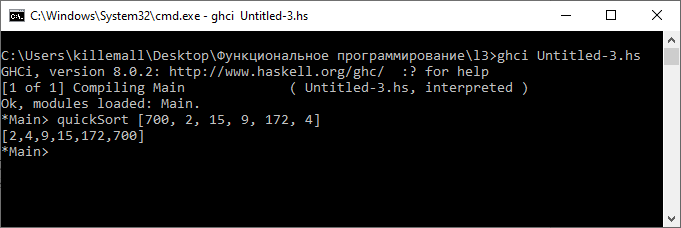 C:\Windows\System32\cmd.exe - ghci Untitled-3.hs
C:\Users\killemall\Desktop\Функциональное программирование\l3>ghci Untitled-3.hs
GHCi, version 8.0.2: http://www.haskell.org/ghc/  :? for help
[1 of 1] Compiling Main             ( Untitled-3.hs, interpreted )
Ok, modules loaded: Main.
*Main> quickSort [700, 2, 15, 9, 172, 4]
[2,4,9,15,172,700]
*Main>